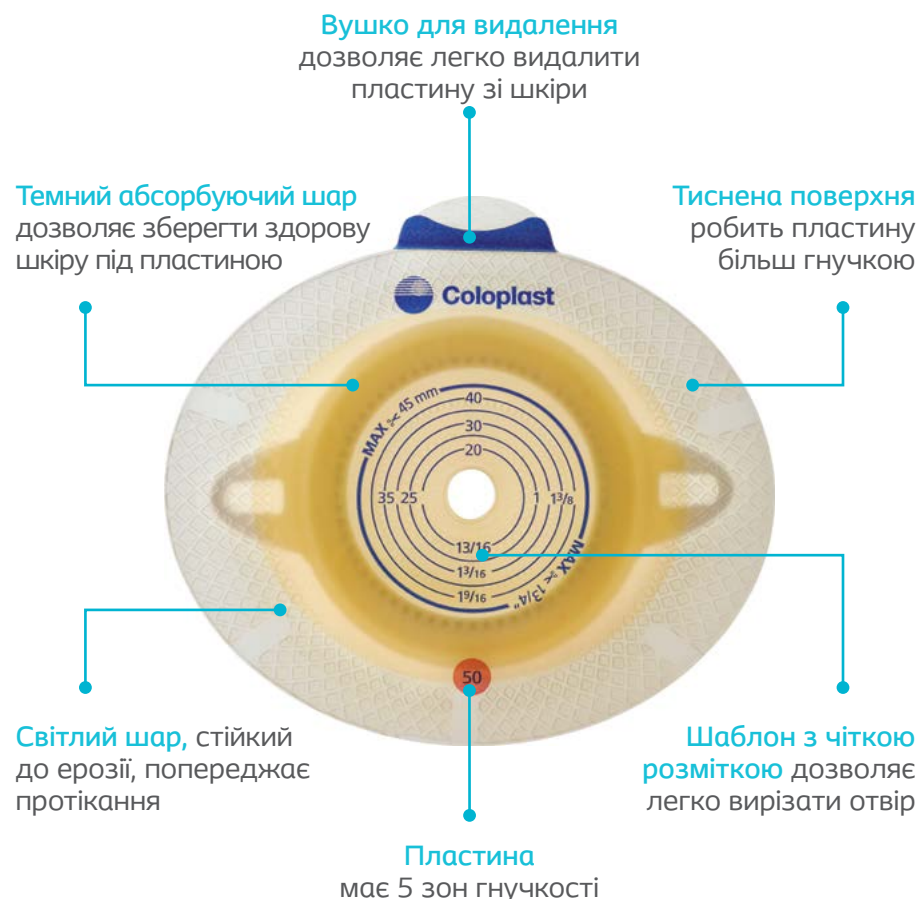 Вушко для видалення
дозволяє легко видалити
пластину зі шкіри
Темний абсорбуючий шар
дозволяє зберегти здорову
шкіру під пластиною
Тиснена поверхня
робить пластину
більш гнучкою
Coloplast
MAX ✂ 45 mm
40
30
20
35 25
1 1³/₈
13/16
1³/₁₆
1⁹/₁₆
MAX ✂ 1³/₄"
50
Світлий шар, стійкий
до ерозії, попереджає
протікання
Шаблон з чіткою
розміткою дозволяє
легко вирізати отвір
Пластина
має 5 зон гнучкості